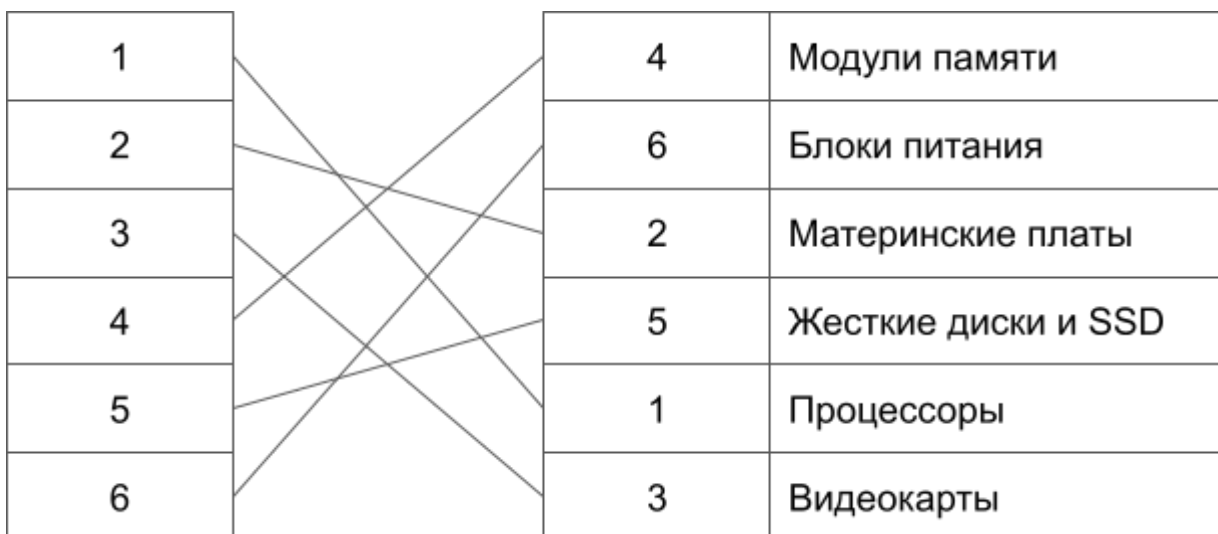 1 4 Модули памяти
2 6 Блоки питания
3 2 Материнские платы
4 5 Жесткие диски и SSD
5 1 Процессоры
6 3 Видеокарты